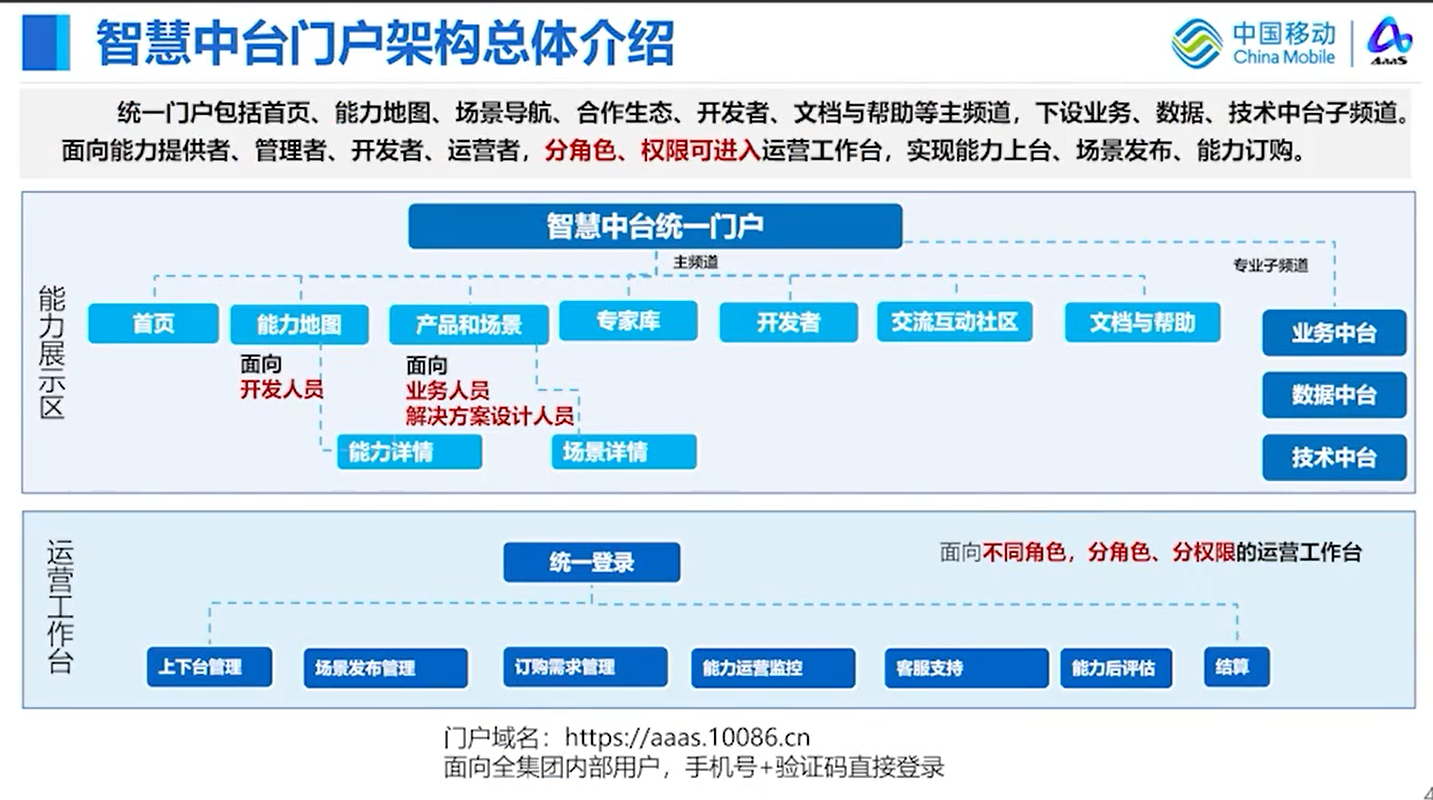 智慧中台门户架构总体介绍
中国移动
China Mobile
AaaS
统一门户包括首页、能力地图、场景导航、合作生态、开发者、文档与帮助等主频道，下设业务、数据、技术中台子频道。
面向能力提供者、管理者、开发者、运营者，分角色、权限可进入运营工作台，实现能力上台、场景发布、能力订购。
能力展示区
智慧中台统一门户
主频道
专业子频道
首页
能力地图
产品和场景
专家库
开发者
交流互动社区
文档与帮助
业务中台
面向
开发人员
面向
业务人员
解决方案设计人员
数据中台
能力详情
场景详情
技术中台
运营工作台
统一登录
面向不同角色，分角色、分权限的运营工作台
上下台管理
场景发布管理
订购需求管理
能力运营监控
客服支持
能力后评估
结算
门户域名：https://aaas.10086.cn
面向全集团内部用户，手机号+验证码直接登录